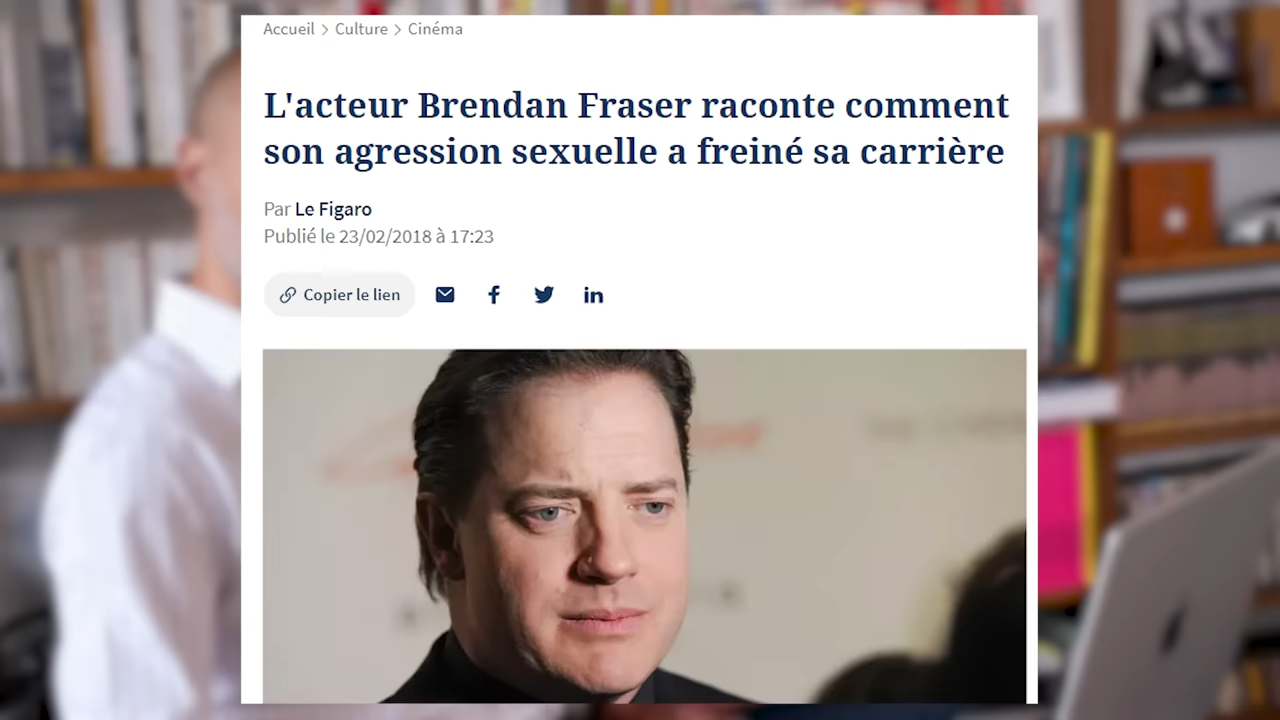 Accueil > Culture > Cinéma
L'acteur Brendan Fraser raconte comment
son agression sexuelle a freiné sa carrière
Par Le Figaro
Publié le 23/02/2018 à 17:23
Copier le lien